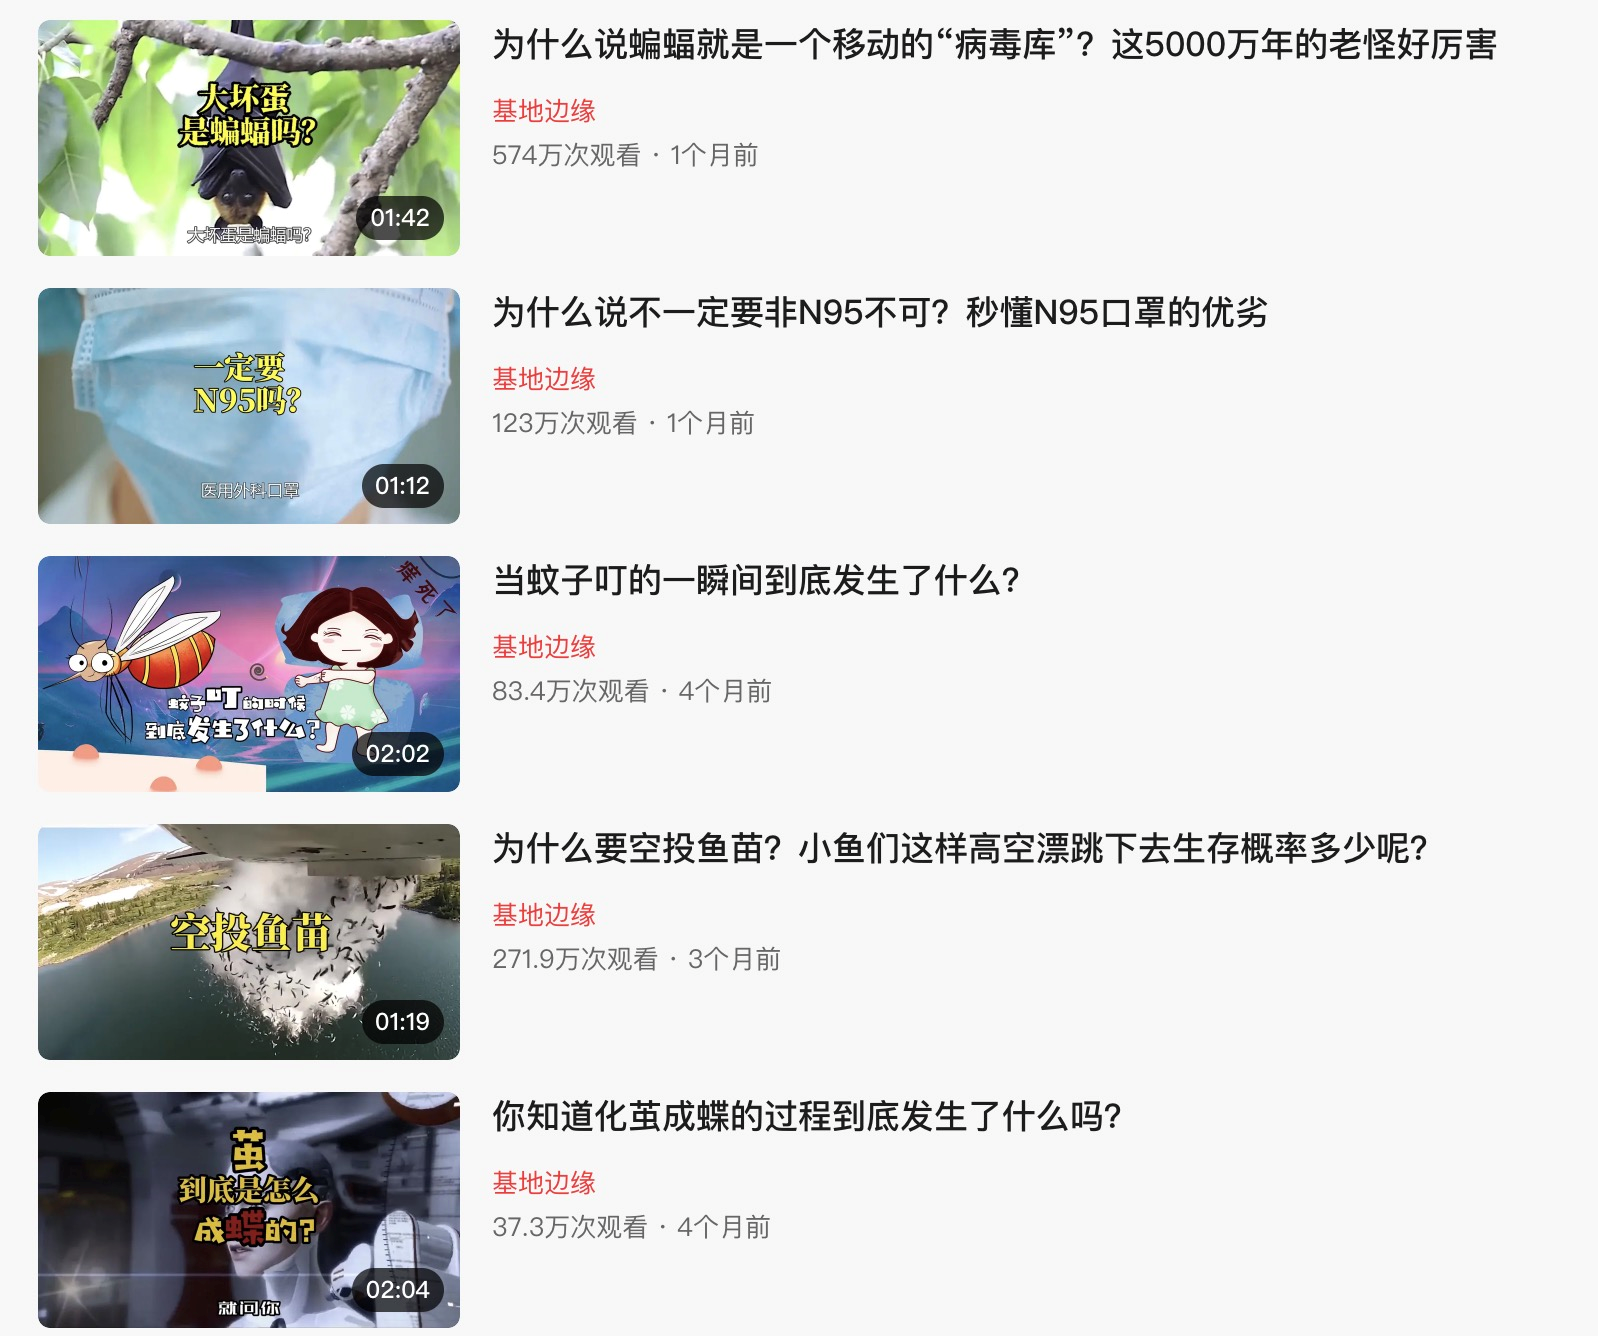 大坏蛋
是蝙蝠吗?
大坏蛋是蝙蝠吗?
01:42
为什么说蝙蝠就是一个移动的“病毒库”？这5000万年的老怪好厉害
基地边缘
574万次观看 · 1个月前
一定要
N95吗?
医用外科口罩
01:12
为什么说不一定要非N95不可？秒懂N95口罩的优劣
基地边缘
123万次观看 · 1个月前
痒死了
蚊子叮的时候
到底发生了什么?
02:02
当蚊子叮的一瞬间到底发生了什么？
基地边缘
83.4万次观看 · 4个月前
空投鱼苗
01:19
为什么要空投鱼苗？小鱼们这样高空漂跳下去生存概率多少呢？
基地边缘
271.9万次观看 · 3个月前
茧
到底是怎么
成蝶的?
就问你
02:04
你知道化茧成蝶的过程到底发生了什么吗？
基地边缘
37.3万次观看 · 4个月前